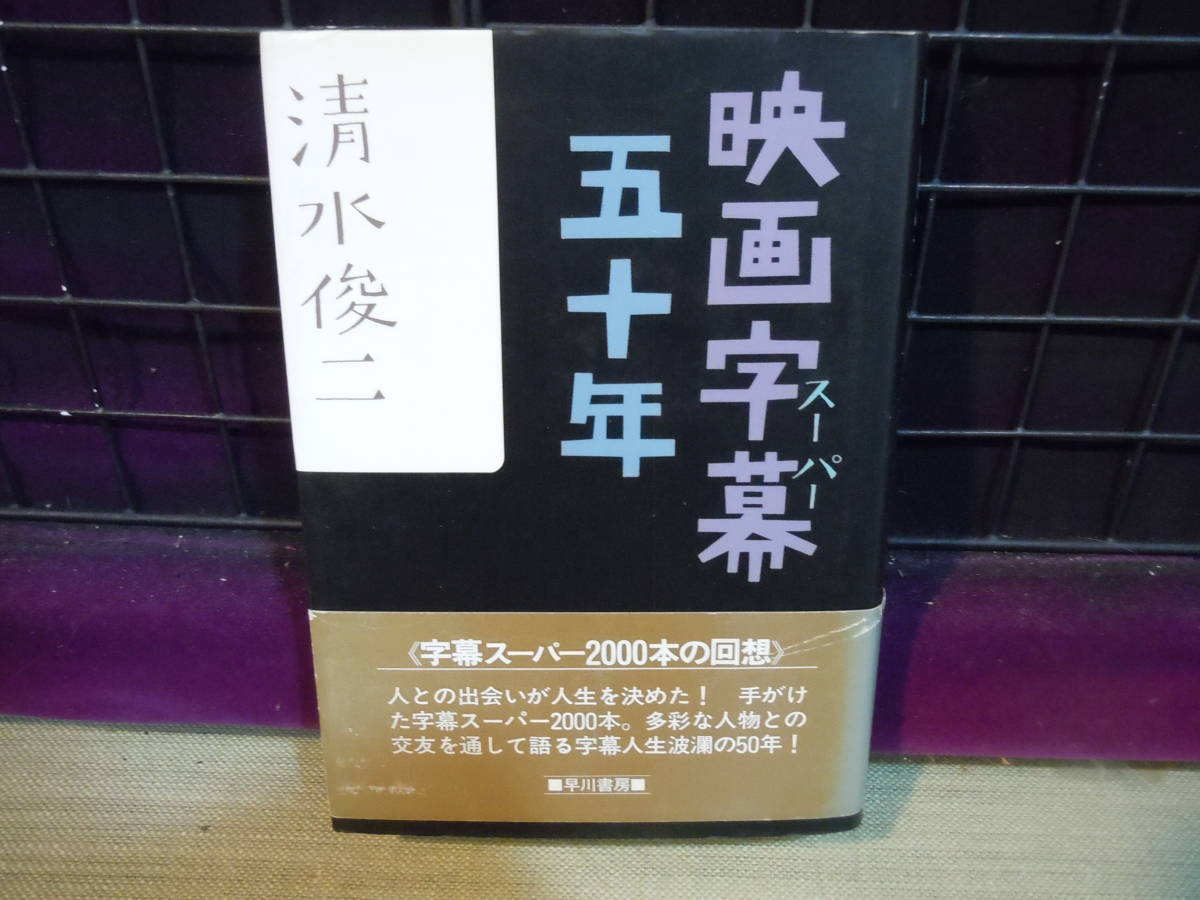 映画字幕
スーパー
五十年
清水俊二
《字幕スーパー2000本の回想》
人との出会いが人生を決めた! 手がけ
た字幕スーパー2000本。多彩な人物との
交友を通して語る字幕人生波瀾の50年!
■早川書房■